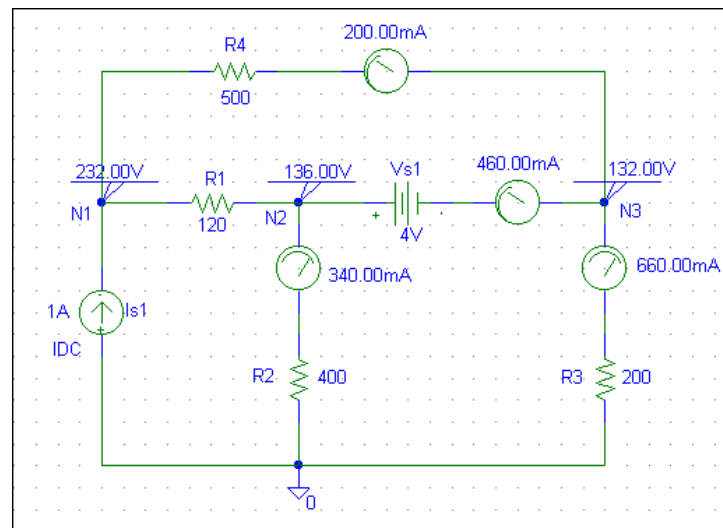 200.00mA
R4
500
232.00V
R1
136.00V
Vs1
460.00mA
132.00V
N1
120
N2
+
-
4V
N3
340.00mA
660.00mA
-
1A
Is1
+
IDC
R2
400
R3
200
0